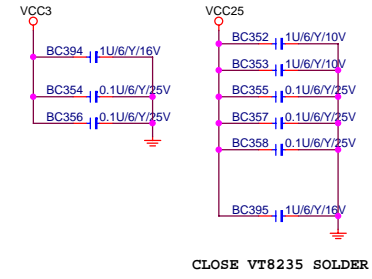 VCC3
BC394 1U/6/Y/16V
BC354 0.1U/6/Y/25V
BC356 0.1U/6/Y/25V
VCC25
BC352 1U/6/Y/10V
BC353 1U/6/Y/10V
BC355 0.1U/6/Y/25V
BC357 0.1U/6/Y/25V
BC358 0.1U/6/Y/25V
BC395 1U/6/Y/16V
CLOSE VT8235 SOLDER